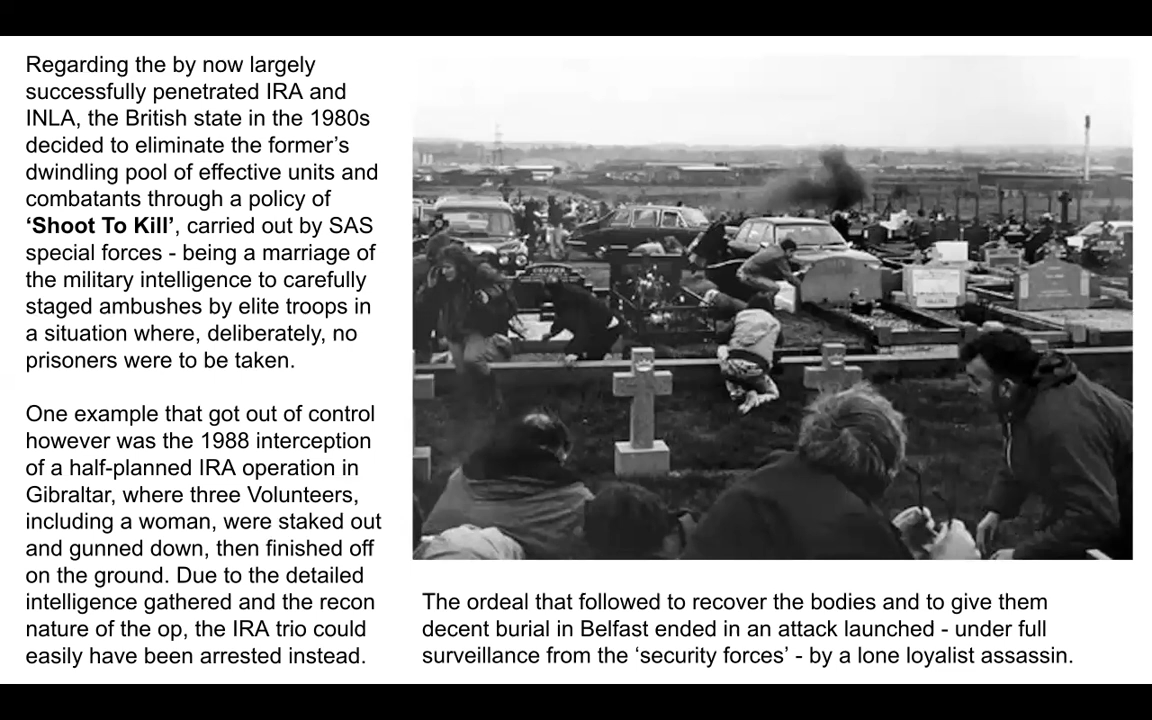 Regarding the by now largely
successfully penetrated IRA and
INLA, the British state in the 1980s
decided to eliminate the former’s
dwindling pool of effective units and
combatants through a policy of
‘Shoot To Kill’, carried out by SAS
special forces - being a marriage of
the military intelligence to carefully
staged ambushes by elite troops in
a situation where, deliberately, no
prisoners were to be taken.
One example that got out of control
however was the 1988 interception
of a half-planned IRA operation in
Gibraltar, where three Volunteers,
including a woman, were staked out
and gunned down, then finished off
on the ground. Due to the detailed
intelligence gathered and the recon
nature of the op, the IRA trio could
easily have been arrested instead.
The ordeal that followed to recover the bodies and to give them
decent burial in Belfast ended in an attack launched - under full
surveillance from the ‘security forces’ - by a lone loyalist assassin.